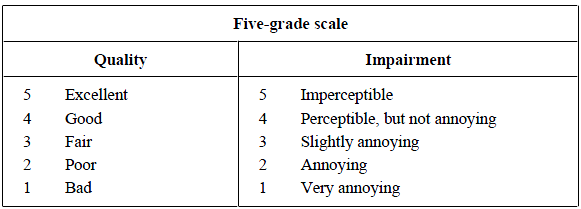 Five-grade scale
Quality Impairment
5 Excellent 5 Imperceptible
4 Good 4 Perceptible, but not annoying
3 Fair 3 Slightly annoying
2 Poor 2 Annoying
1 Bad 1 Very annoying